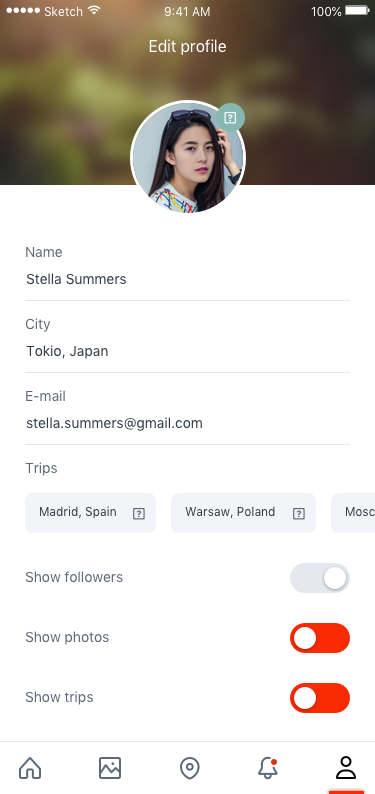 Sketch 9:41 AM 100%
Edit profile
Name
Stella Summers
City
Tokio, Japan
E-mail
stella.summers@gmail.com
Trips
Madrid, Spain Warsaw, Poland Mosc
Show followers
Show photos
Show trips